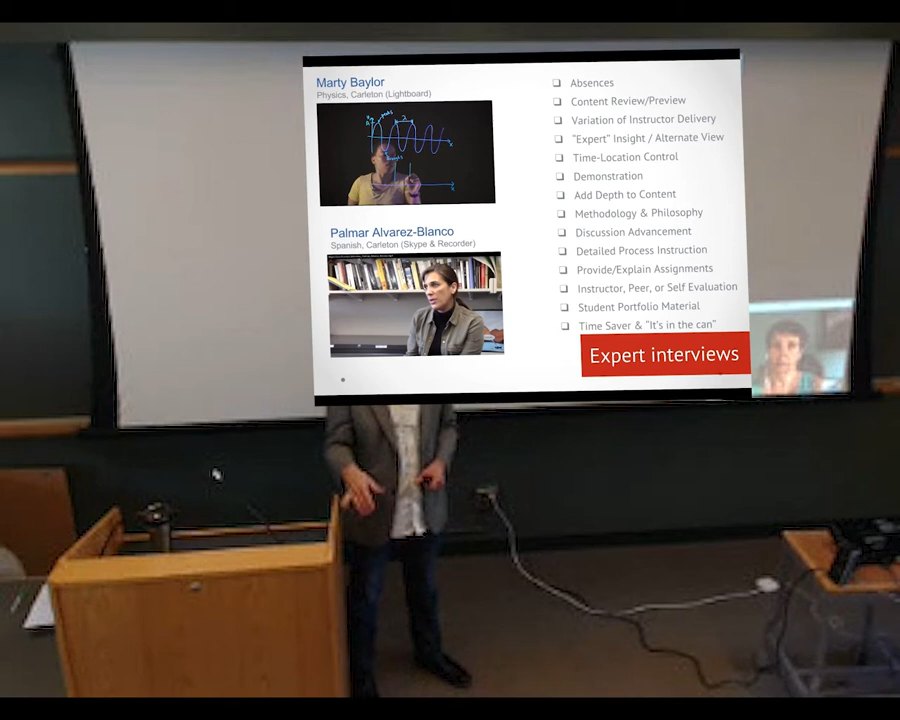 Marty Baylor
Physics, Carleton (Lightboard)
Palmar Alvarez-Blanco
Spanish, Carleton (Skype & Recorder)
❑ Absences
❑ Content Review/Preview
❑ Variation of Instructor Delivery
❑ "Expert" Insight / Alternate View
❑ Time-Location Control
❑ Demonstration
❑ Add Depth to Content
❑ Methodology & Philosophy
❑ Discussion Advancement
❑ Detailed Process Instruction
❑ Provide/Explain Assignments
❑ Instructor, Peer, or Self Evaluation
❑ Student Portfolio Material
❑ Time Saver & "It's in the can"
Expert interviews